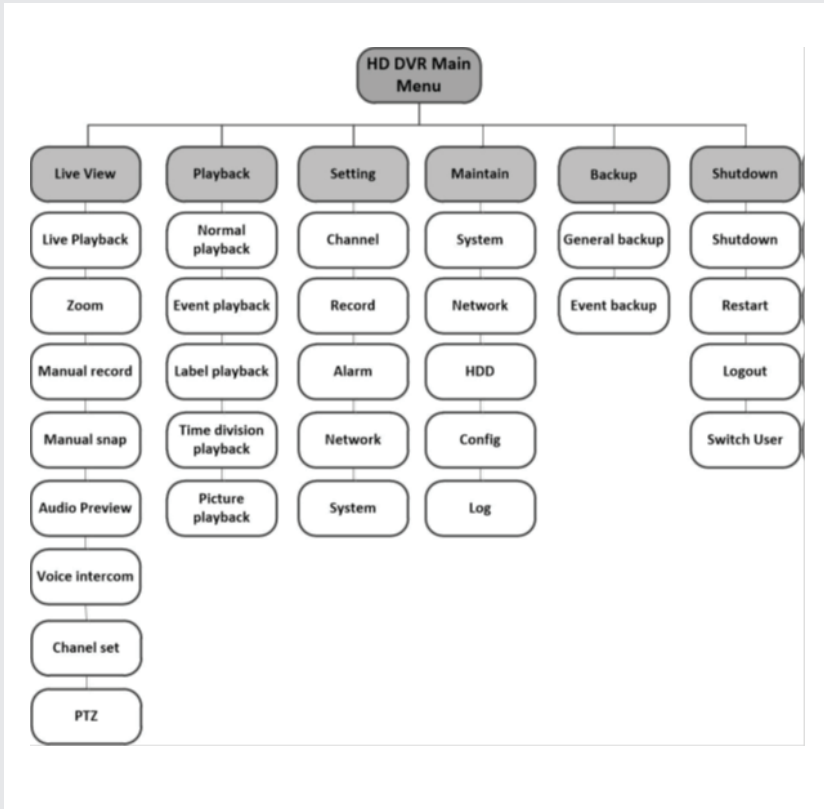 HD DVR Main
Menu
Live View
Playback
Setting
Maintain
Backup
Shutdown
Live Playback
Normal
playback
Channel
System
General backup
Shutdown
Zoom
Event playback
Record
Network
Event backup
Restart
Manual record
Label playback
Alarm
HDD
Logout
Manual snap
Time division
playback
Network
Config
Switch User
Audio Preview
Picture
playback
System
Log
Voice intercom
Chanel set
PTZ